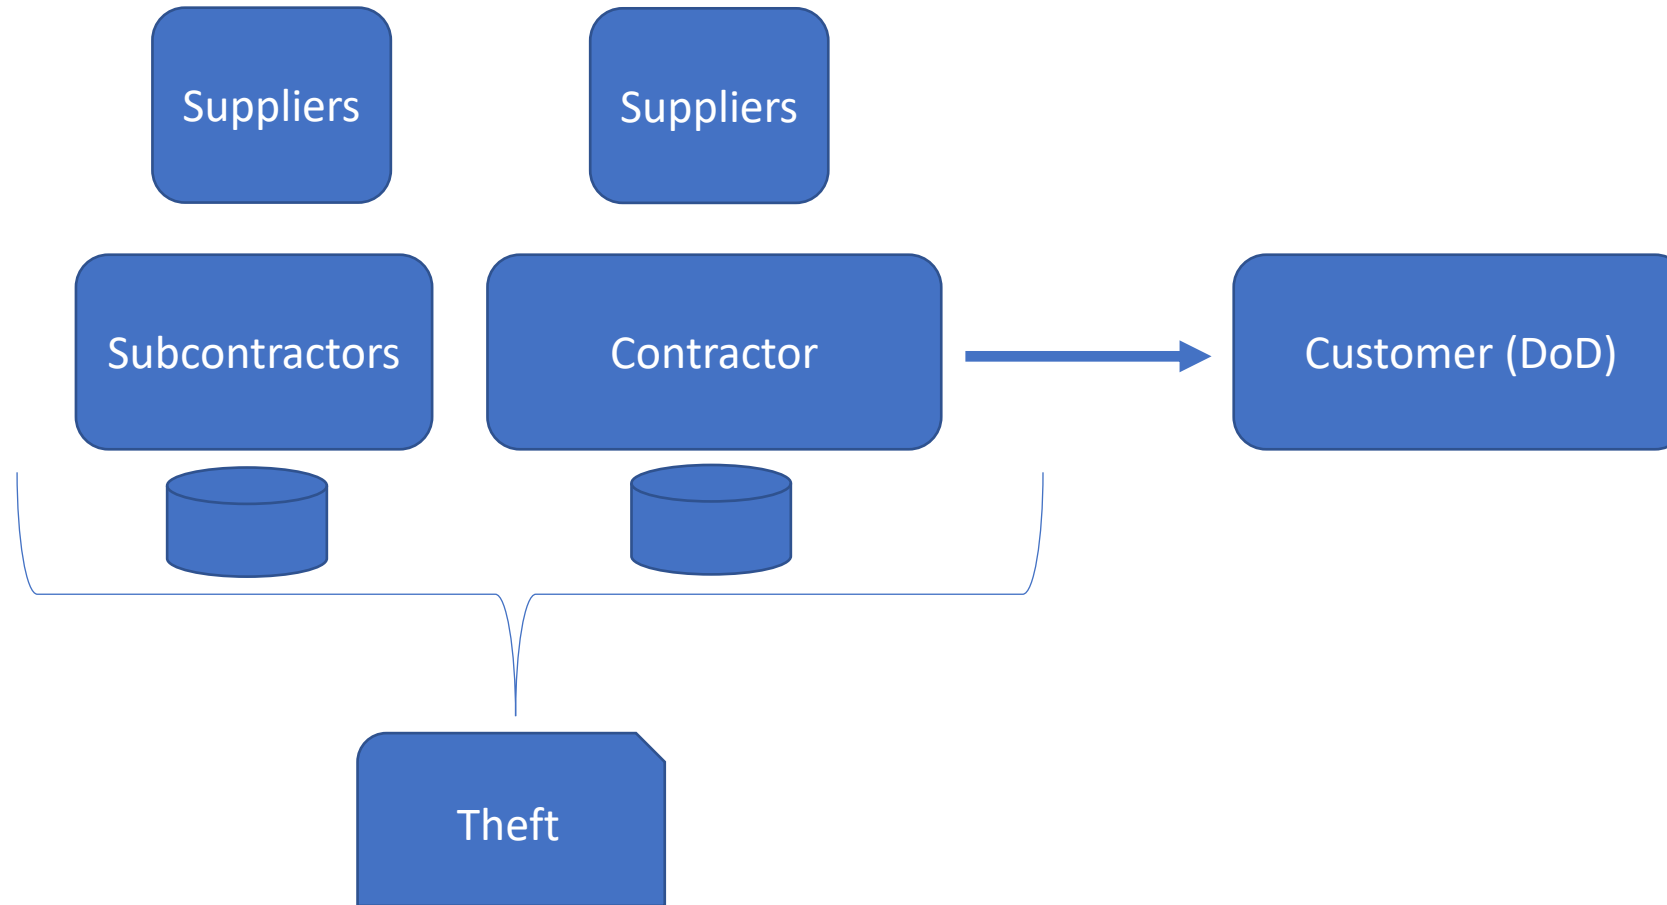 Suppliers
Suppliers
Subcontractors
Contractor
Customer (DoD)
Theft